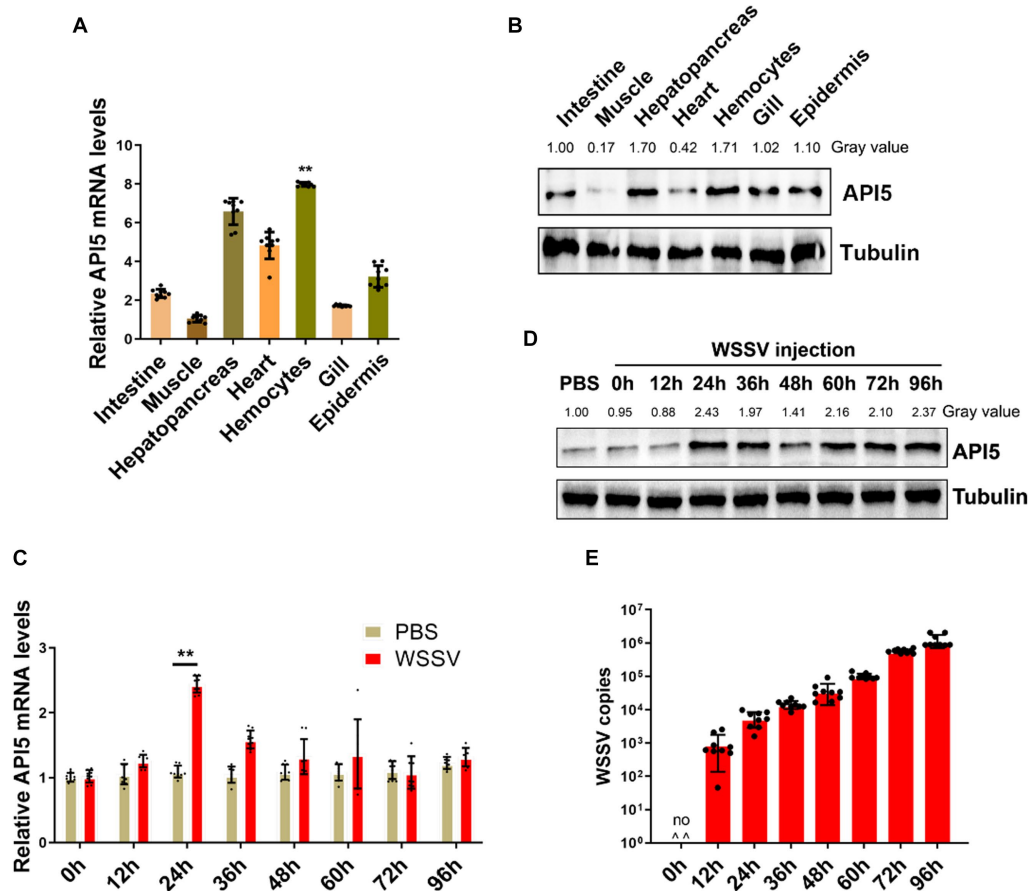 A
Relative API5 mRNA levels
10
8
6
4
2
0
**
Intestine
Muscle
Hepatopancreas
Heart
Hemocytes
Gill
Epidermis
B
Intestine
Muscle
Hepatopancreas
Heart
Hemocytes
Gill
Epidermis
1.00 0.17 1.70 0.42 1.71 1.02 1.10 Gray value
API5
Tubulin
D
WSSV injection
PBS 0h 12h 24h 36h 48h 60h 72h 96h
1.00 0.95 0.88 2.43 1.97 1.41 2.16 2.10 2.37 Gray value
API5
Tubulin
C
Relative API5 mRNA levels
3
2
1
0
**
PBS
WSSV
0h 12h 24h 36h 48h 60h 72h 96h
E
WSSV copies
10⁷
10⁶
10⁵
10⁴
10³
10²
10¹
10⁰
no
^ ^
0h 12h 24h 36h 48h 60h 72h 96h